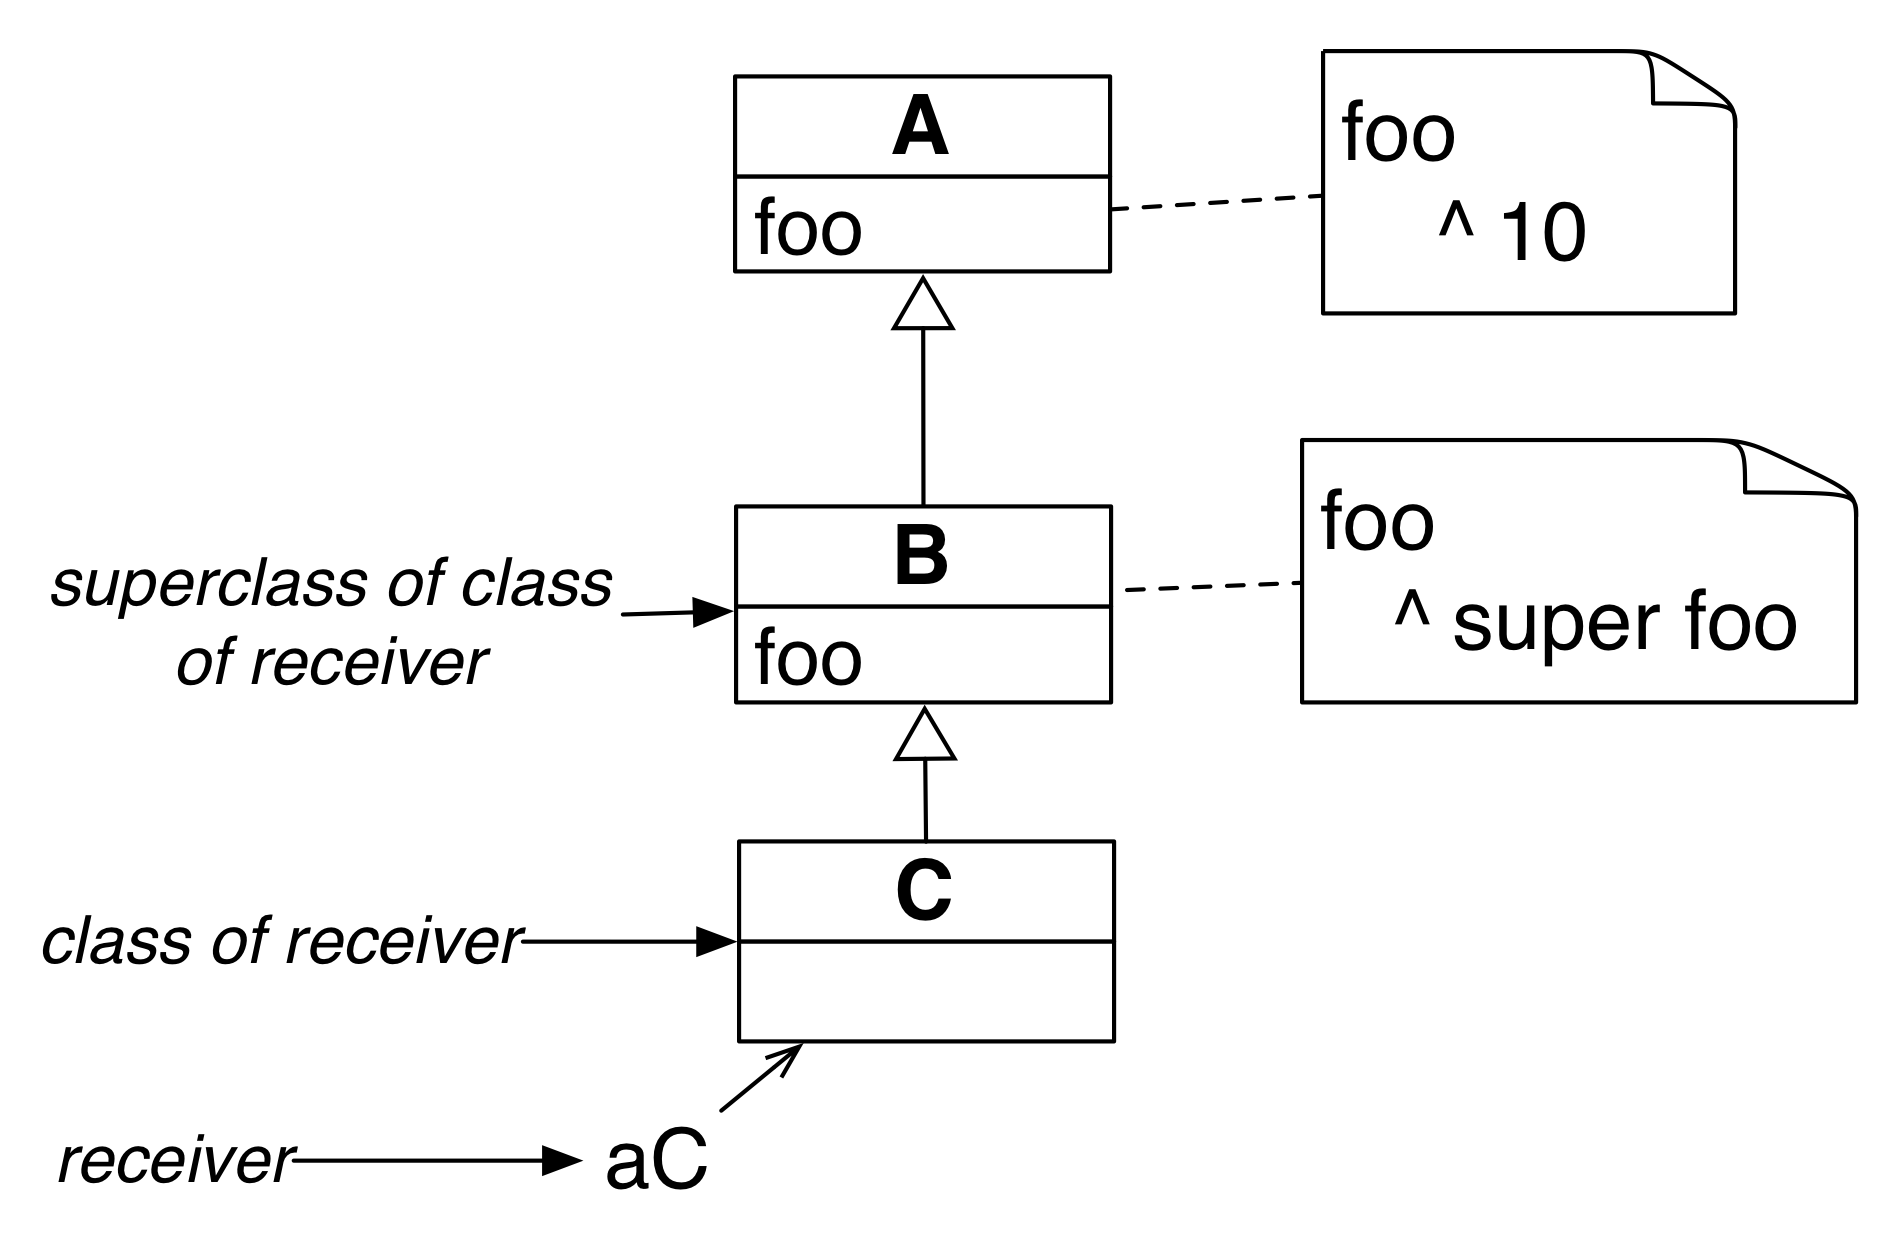 A
foo
foo
^ 10
superclass of class
of receiver
B
foo
foo
^ super foo
class of receiver
C
receiver
aC